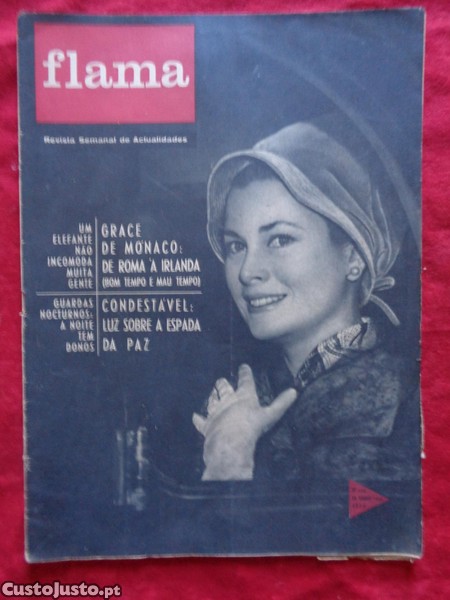 flama
Revista Semanal de Actualidades
UM
ELEFANTE
NÃO
INCOMODA
MUITA
GENTE
GRACE
DE MÓNACO:
DE ROMA À IRLANDA
(BOM TEMPO E MAU TEMPO)
GUARDAS
NOCTURNOS:
A NOITE
TEM
DONOS
CONDESTÁVEL:
LUZ SOBRE A ESPADA
DA PAZ
CustoJusto.pt